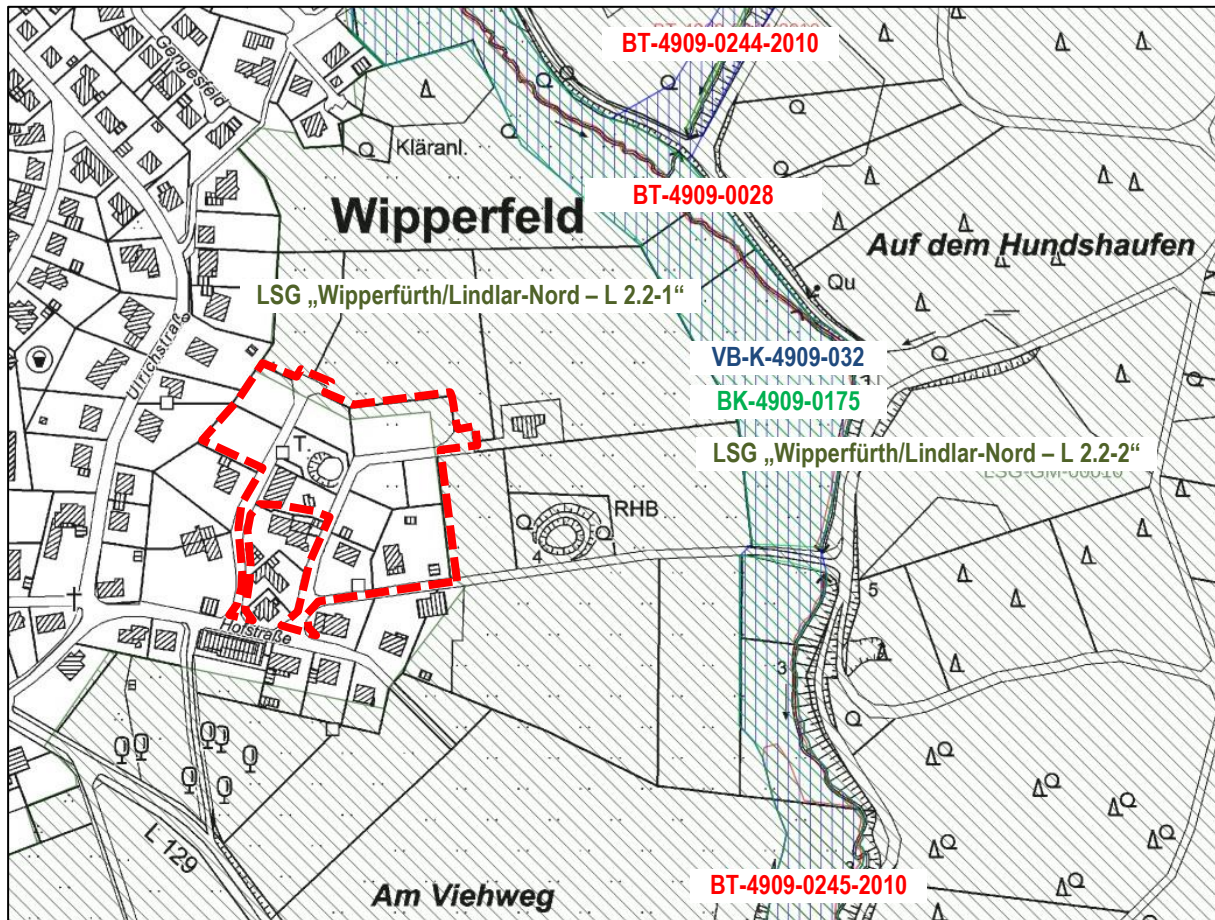 BT-4909-0244-2010
Gengesfeld
Kläranl.
BT-4909-0028
Wipperfeld
Auf dem Hundshaufen
Qu
LSG „Wipperfürth/Lindlar-Nord – L 2.2-1“
Ulrichstraße
VB-K-4909-032
BK-4909-0175
LSG „Wipperfürth/Lindlar-Nord – L 2.2-2“
T.
RHB
4
5
Hofstraße
3
L 129
BT-4909-0245-2010
Am Viehweg